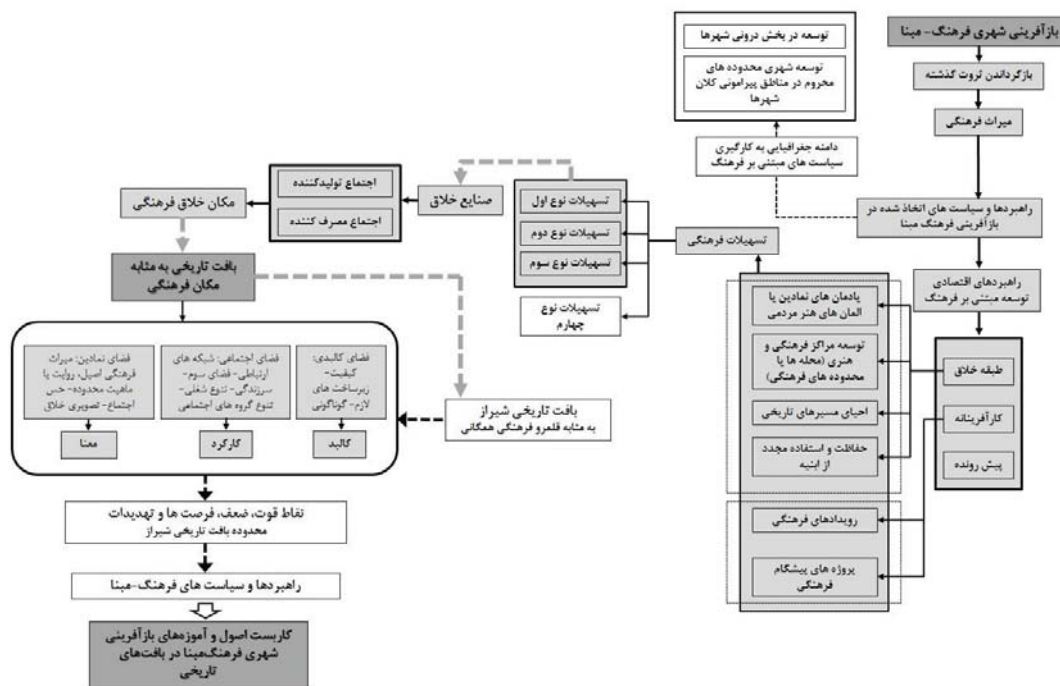 بازآفرینی شهری فرهنگ- مبنا
بازگرداندن ثروت گذشته
میراث فرهنگی
راهبردها و سیاست های اتخاذ شده در
بازآفرینی فرهنگ مبنا
راهبردهای اقتصادی
توسعه مبتنی بر فرهنگ
طبقه خلاق
کارآفرینانه
پیش رونده
توسعه در بخش درونی شهرها
توسعه شهری محدوده های
محروم در مناطق پیرامونی کلان
شهرها
دامنه جغرافیایی به کارگیری
سیاست های مبتنی بر فرهنگ
یادمان های نمادین یا
المان های هنر مردمی
توسعه مراکز فرهنگی و
هنری (محله ها یا
محدوده های فرهنگی)
احیای مسیرهای تاریخی
حفاظت و استفاده مجدد
از ابنیه
رویدادهای فرهنگی
پروژه های پیشگام
فرهنگی
تسهیلات فرهنگی
تسهیلات نوع اول
تسهیلات نوع دوم
تسهیلات نوع سوم
تسهیلات نوع
چهارم
صنایع خلاق
اجتماع تولیدکننده
اجتماع مصرف کننده
مکان خلاق فرهنگی
بافت تاریخی به مثابه
مکان فرهنگی
بافت تاریخی شیراز
به مثابه قلمرو فرهنگی همگانی
فضای کالبدی:
کیفیت-
زیرساخت های
لازم- گوناگونی
کالبد
فضای اجتماعی: شبکه های
ارتباطی- فضای سوم-
سرزندگی- تنوع شغلی-
تنوع گروه های اجتماعی
کارکرد
فضای نمادین: میراث
فرهنگی اصیل، روایت یا
ماهیت محدوده- حس
اجتماع- تصویری خلاق
معنا
نقاط قوت، ضعف، فرصت ها و تهدیدات
محدوده بافت تاریخی شیراز
راهبردها و سیاست های فرهنگ-مبنا
کاربست اصول و آموزه‌های بازآفرینی
شهری فرهنگ‌مبنا در بافت‌های
تاریخی